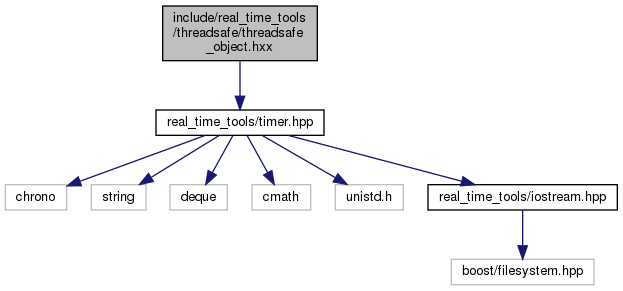 include/real_time_tools
/threadsafe/threadsafe
_object.hxx
real_time_tools/timer.hpp
chrono
string
deque
cmath
unistd.h
real_time_tools/iostream.hpp
boost/filesystem.hpp